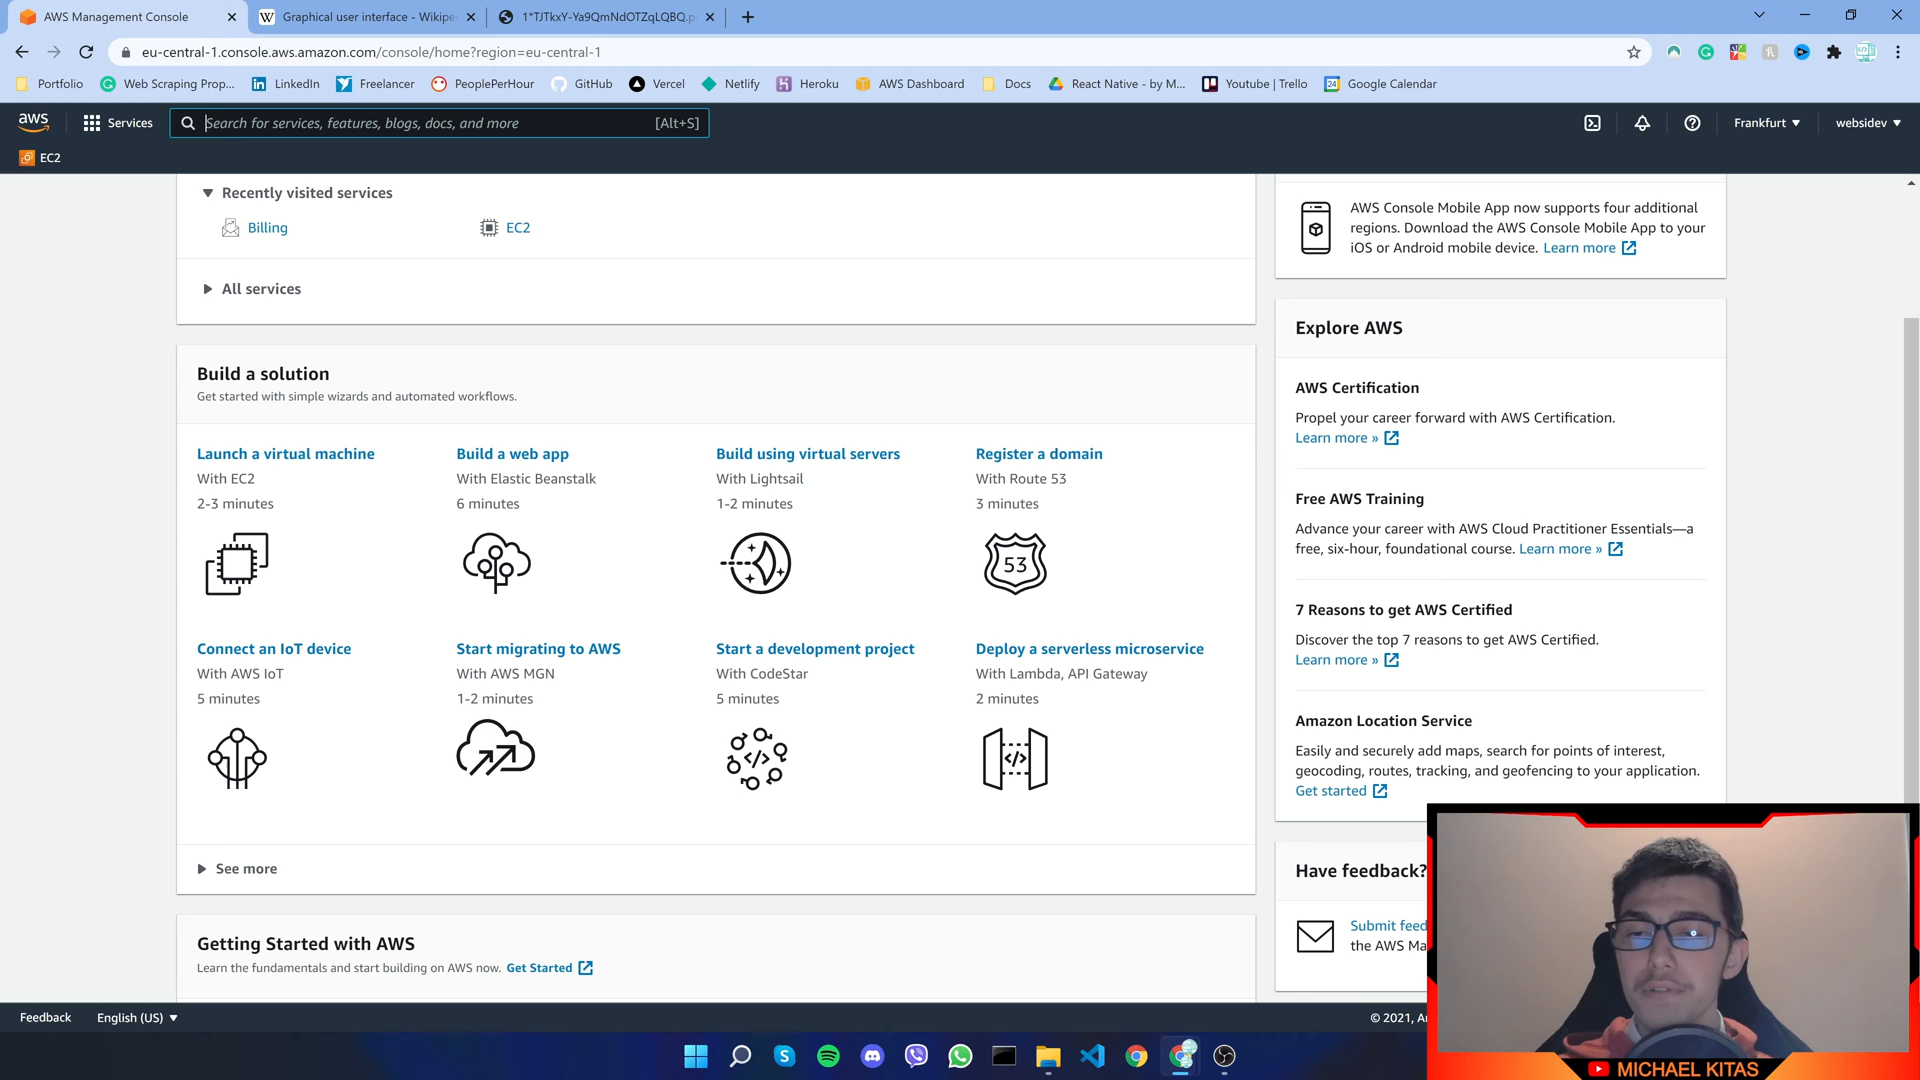 AWS Management Console
W
Graphical user interface - Wikipe
1*TJTkxY-Ya9QmNdOTZqLQBQ.p
eu-central-1.console.aws.amazon.com/console/home?region=eu-central-1
Portfolio
Web Scraping Prop...
LinkedIn
Freelancer
PeoplePerHour
GitHub
Vercel
Netlify
Heroku
AWS Dashboard
Docs
React Native - by M...
Youtube | Trello
Google Calendar
aws
Services
Search for services, features, blogs, docs, and more
[Alt+S]
Frankfurt
websidev
EC2
Recently visited services
Billing
EC2
All services
AWS Console Mobile App now supports four additional
regions. Download the AWS Console Mobile App to your
iOS or Android mobile device. Learn more
Build a solution
Get started with simple wizards and automated workflows.
Launch a virtual machine
With EC2
2-3 minutes
Build a web app
With Elastic Beanstalk
6 minutes
Build using virtual servers
With Lightsail
1-2 minutes
Register a domain
With Route 53
3 minutes
53
Connect an IoT device
With AWS IoT
5 minutes
Start migrating to AWS
With AWS MGN
1-2 minutes
Start a development project
With CodeStar
5 minutes
</>
Deploy a serverless microservice
With Lambda, API Gateway
2 minutes
</>
See more
Getting Started with AWS
Learn the fundamentals and start building on AWS now. Get Started
Explore AWS
AWS Certification
Propel your career forward with AWS Certification.
Learn more »
Free AWS Training
Advance your career with AWS Cloud Practitioner Essentials—a
free, six-hour, foundational course. Learn more »
7 Reasons to get AWS Certified
Discover the top 7 reasons to get AWS Certified.
Learn more »
Amazon Location Service
Easily and securely add maps, search for points of interest,
geocoding, routes, tracking, and geofencing to your application.
Get started
Have feedback?
Submit feed
the AWS Ma
Feedback
English (US)
© 2021, A
MICHAEL KITAS